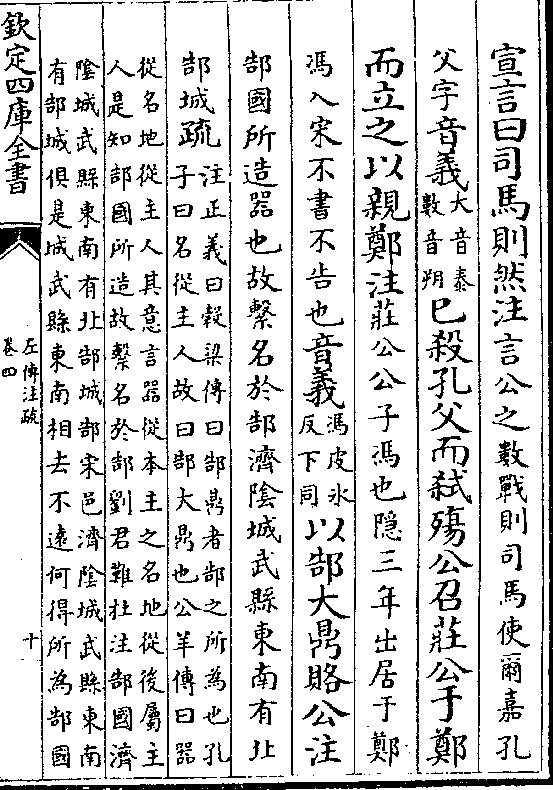 宣言曰司馬則然注言公之數戰則司馬使爾嘉孔
父字音義大音泰數音朔已殺孔父而弑殤公召莊公于鄭
而立之以親鄭注莊公公子馮也隱三年出居于鄭
馮入宋不書不告也音義馮皮氷反下同以郜大鼎賂公注
郜國所造器也故繫名於郜濟陰城武縣東南有北
郜城疏注正義曰穀梁傳曰郜鼎者郜之所為也孔
子曰名從主人故曰郜大鼎也公羊傳曰器
從名地從主人其意言器從本主之名地從後屬主
人是知郜國所造故繫名於郜劉君難杜注郜國濟
陰城武縣東南有北郜城郜宋邑濟陰城武縣東南
有郜城俱是城武縣東南相去不遠何得所為郜國
欽定四庫全書
左傳注疏
卷四
十